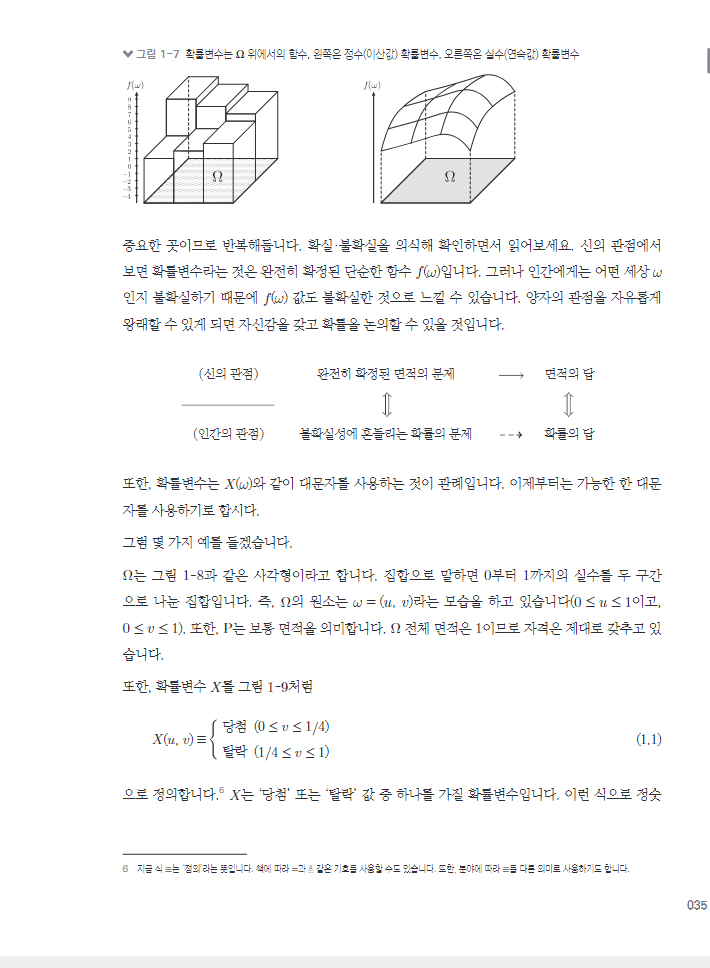 그림 1-7 확률변수는 Ω 위에서의 함수, 왼쪽은 정수(이산값) 확률변수, 오른쪽은 실수(연속값) 확률변수
f(ω)
9
8
7
6
5
4
3
2
1
0
-1
-2
-3
-4
Ω
f(ω)
Ω
중요한 곳이므로 반복해둡니다. 확실·불확실을 의식해 확인하면서 읽어보세요. 신의 관점에서
보면 확률변수라는 것은 완전히 확정된 단순한 함수 f(ω)입니다. 그러나 인간에게는 어떤 세상 ω
인지 불확실하기 때문에 f(ω) 값도 불확실한 것으로 느낄 수 있습니다. 양자의 관점을 자유롭게
왕래할 수 있게 되면 자신감을 갖고 확률을 논의할 수 있을 것입니다.
(신의 관점) 완전히 확정된 면적의 문제 → 면적의 답
⇕ ⇕
(인간의 관점) 불확실성에 흔들리는 확률의 문제 ⇢ 확률의 답
또한, 확률변수는 X(ω)와 같이 대문자를 사용하는 것이 관례입니다. 이제부터는 가능한 한 대문
자를 사용하기로 합시다.
그럼 몇 가지 예를 들겠습니다.
Ω는 그림 1-8과 같은 사각형이라고 합니다. 집합으로 말하면 0부터 1까지의 실수를 두 구간
으로 나눈 집합입니다. 즉, Ω의 원소는 ω = (u, v)라는 모습을 하고 있습니다(0 ≤ u ≤ 1이고,
0 ≤ v ≤ 1). 또한, P는 보통 면적을 의미합니다. Ω 전체 면적은 1이므로 자격은 제대로 갖추고 있
습니다.
또한, 확률변수 X를 그림 1-9처럼
X(u, v) ≡ { 당첨 (0 ≤ v ≤ 1/4)
탈락 (1/4 ≤ v ≤ 1)
(1.1)
으로 정의합니다.6 X는 ‘당첨’ 또는 ‘탈락’ 값 중 하나를 가질 확률변수입니다. 이런 식으로 정숫
6 지금 식 ≡는 ‘정의’라는 뜻입니다. 책에 따라 =과 ≜ 같은 기호를 사용할 수도 있습니다. 또한, 분야에 따라 ≡를 다른 의미로 사용하기도 합니다.
035